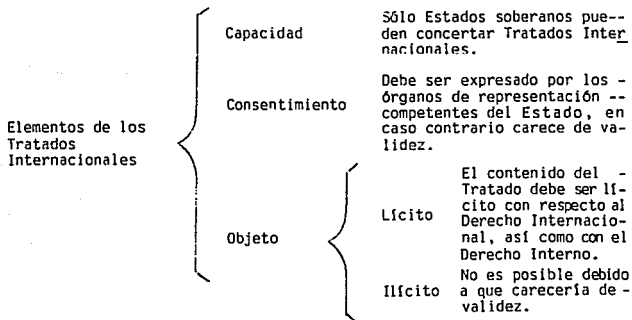 Elementos de los
Tratados
Internacionales
Capacidad
Sólo Estados soberanos pue--
den concertar Tratados Inter
nacionales.
Consentimiento
Debe ser expresado por los -
órganos de representación --
competentes del Estado, en
caso contrario carece de va-
lidez.
Objeto
Lícito
El contenido del -
Tratado debe ser lí-
cito con respecto al
Derecho Internacio-
nal, así como con el
Derecho Interno.
Ilícito
No es posible debido
a que carecería de -
validez.